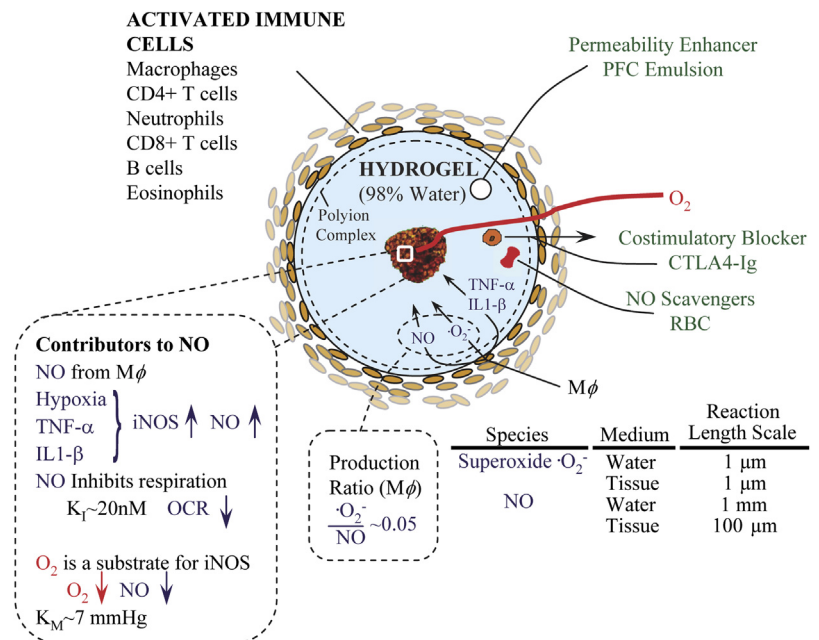 ACTIVATED IMMUNE
CELLS
Macrophages
CD4+ T cells
Neutrophils
CD8+ T cells
B cells
Eosinophils
Permeability Enhancer
PFC Emulsion
HYDROGEL
(98% Water)
Polyion
Complex
O₂
Costimulatory Blocker
CTLA4-Ig
NO Scavengers
RBC
TNF-α
IL1-β
NO ·O₂⁻
Mϕ
Contributors to NO
NO from Mϕ
Hypoxia
TNF-α
IL1-β
iNOS ↑ NO ↑
NO Inhibits respiration
K_I~20nM OCR ↓
O₂ is a substrate for iNOS
O₂ ↓ NO ↓
K_M~7 mmHg
Production
Ratio (Mϕ)
·O₂⁻
NO
~0.05
Species Medium Reaction Length Scale
Superoxide ·O₂⁻ Water 1 μm
Tissue 1 μm
NO Water 1 mm
Tissue 100 μm